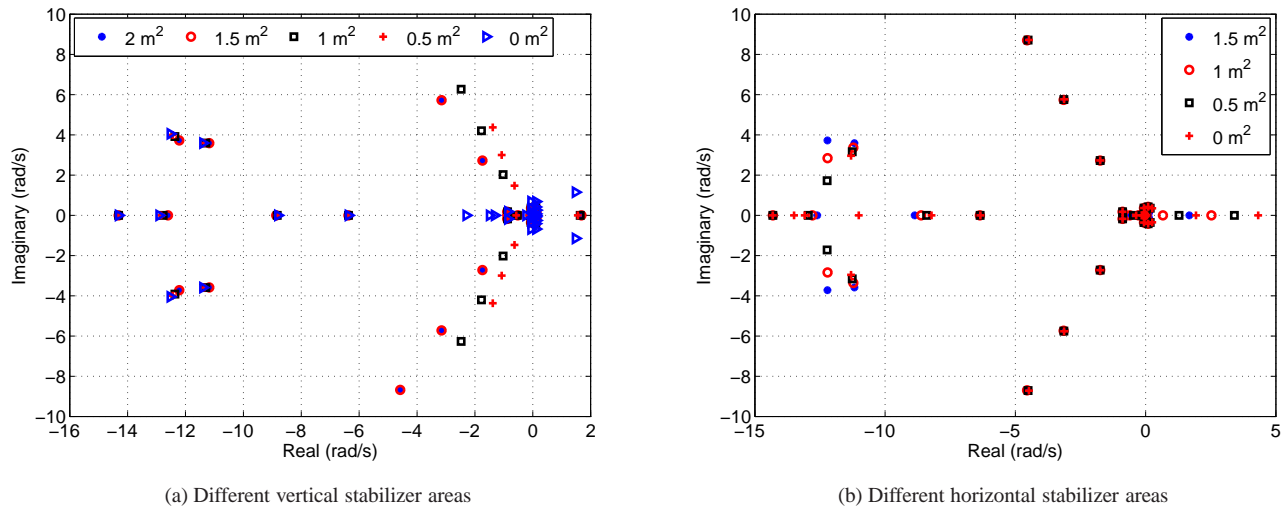 10
8
6
4
2
0
−2
−4
−6
−8
−10
−16 −14 −12 −10 −8 −6 −4 −2 0 2
Imaginary (rad/s)
Real (rad/s)
2 m² 1.5 m² 1 m² 0.5 m² 0 m²
(a) Different vertical stabilizer areas
10
8
6
4
2
0
−2
−4
−6
−8
−10
−15 −10 −5 0 5
Imaginary (rad/s)
Real (rad/s)
1.5 m²
1 m²
0.5 m²
0 m²
(b) Different horizontal stabilizer areas